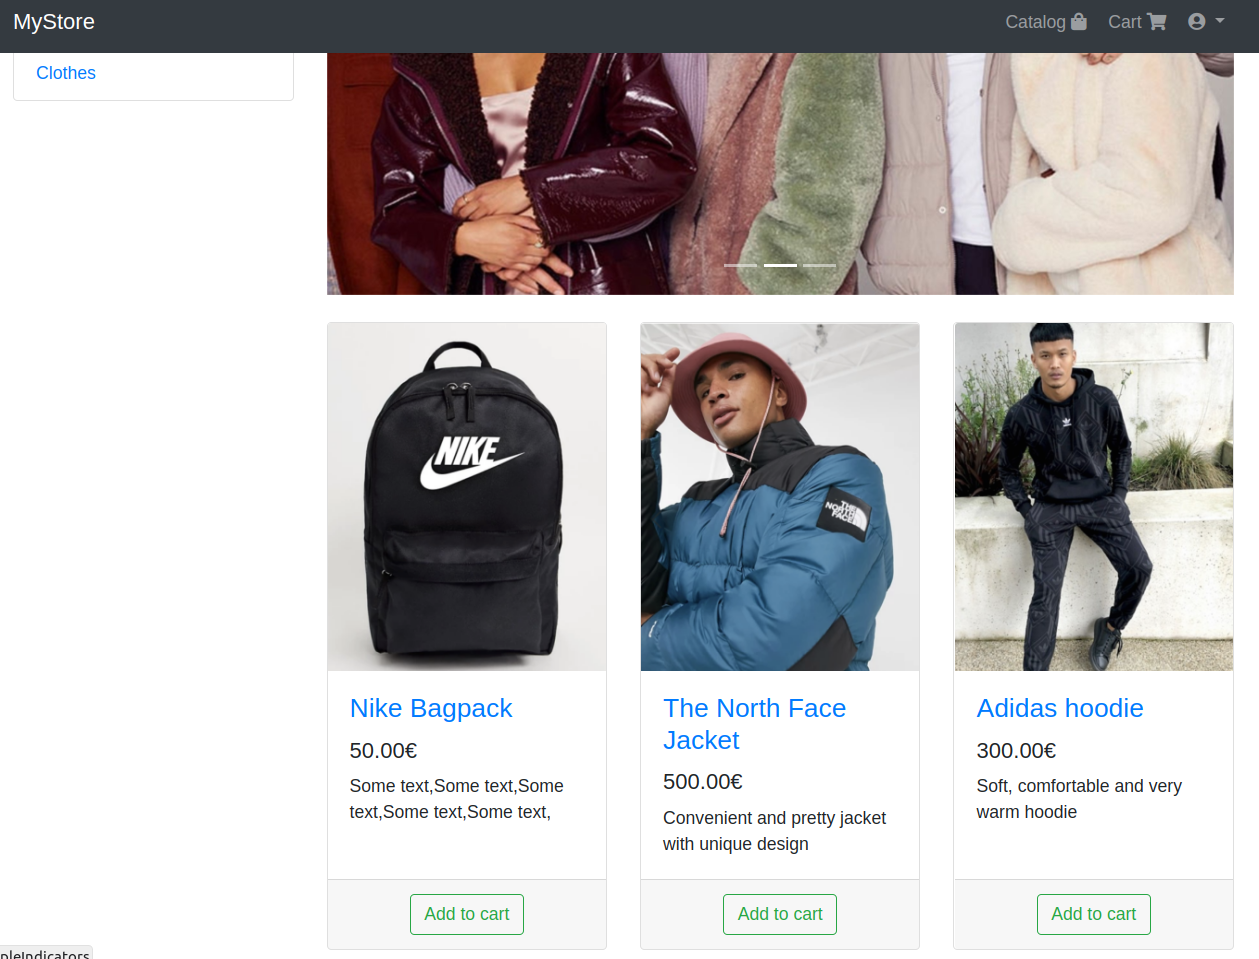 MyStore
Catalog
Cart
Clothes
NIKE
THE
NORTH
FACE
Nike Bagpack
50.00€
Some text,Some text,Some
text,Some text,Some text,
Add to cart
The North Face
Jacket
500.00€
Convenient and pretty jacket
with unique design
Add to cart
Adidas hoodie
300.00€
Soft, comfortable and very
warm hoodie
Add to cart
pleIndicators